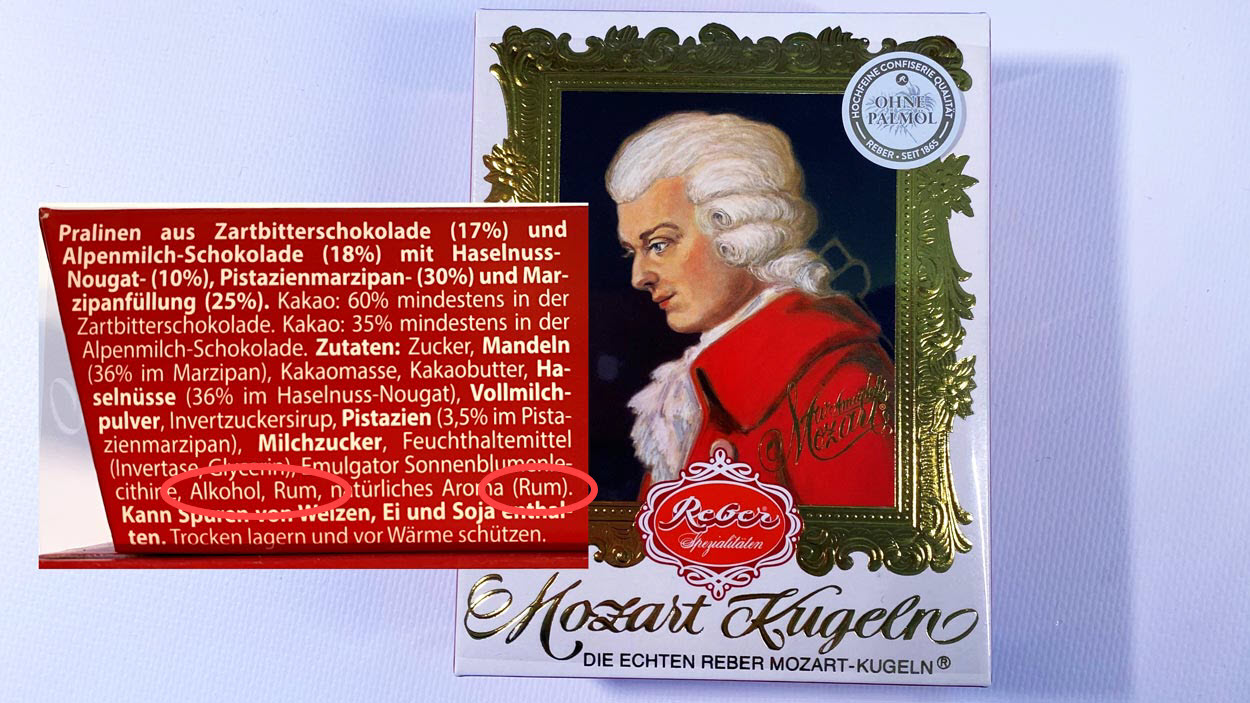 HOCHFEINE CONFISERIE QUALITÄT
R
OHNE
PALMÖL
REBER • SEIT 1865
Pralinen aus Zartbitterschokolade (17%) und
Alpenmilch-Schokolade (18%) mit Haselnuss-
Nougat- (10%), Pistazienmarzipan- (30%) und Mar-
zipanfüllung (25%). Kakao: 60% mindestens in der
Zartbitterschokolade. Kakao: 35% mindestens in der
Alpenmilch-Schokolade. Zutaten: Zucker, Mandeln
(36% im Marzipan), Kakaomasse, Kakaobutter, Ha-
selnüsse (36% im Haselnuss-Nougat), Vollmilch-
pulver, Invertzuckersirup, Pistazien (3,5% im Pista-
zienmarzipan), Milchzucker, Feuchthaltemittel
(Invertase, Glycerin), Emulgator Sonnenblumenle-
cithine, Alkohol, Rum, natürliches Aroma (Rum).
Kann Spuren von Weizen, Ei und Soja enthal-
ten. Trocken lagern und vor Wärme schützen.
Mozart
Reber®
Spezialitäten
Mozart Kugeln
DIE ECHTEN REBER MOZART-KUGELN®